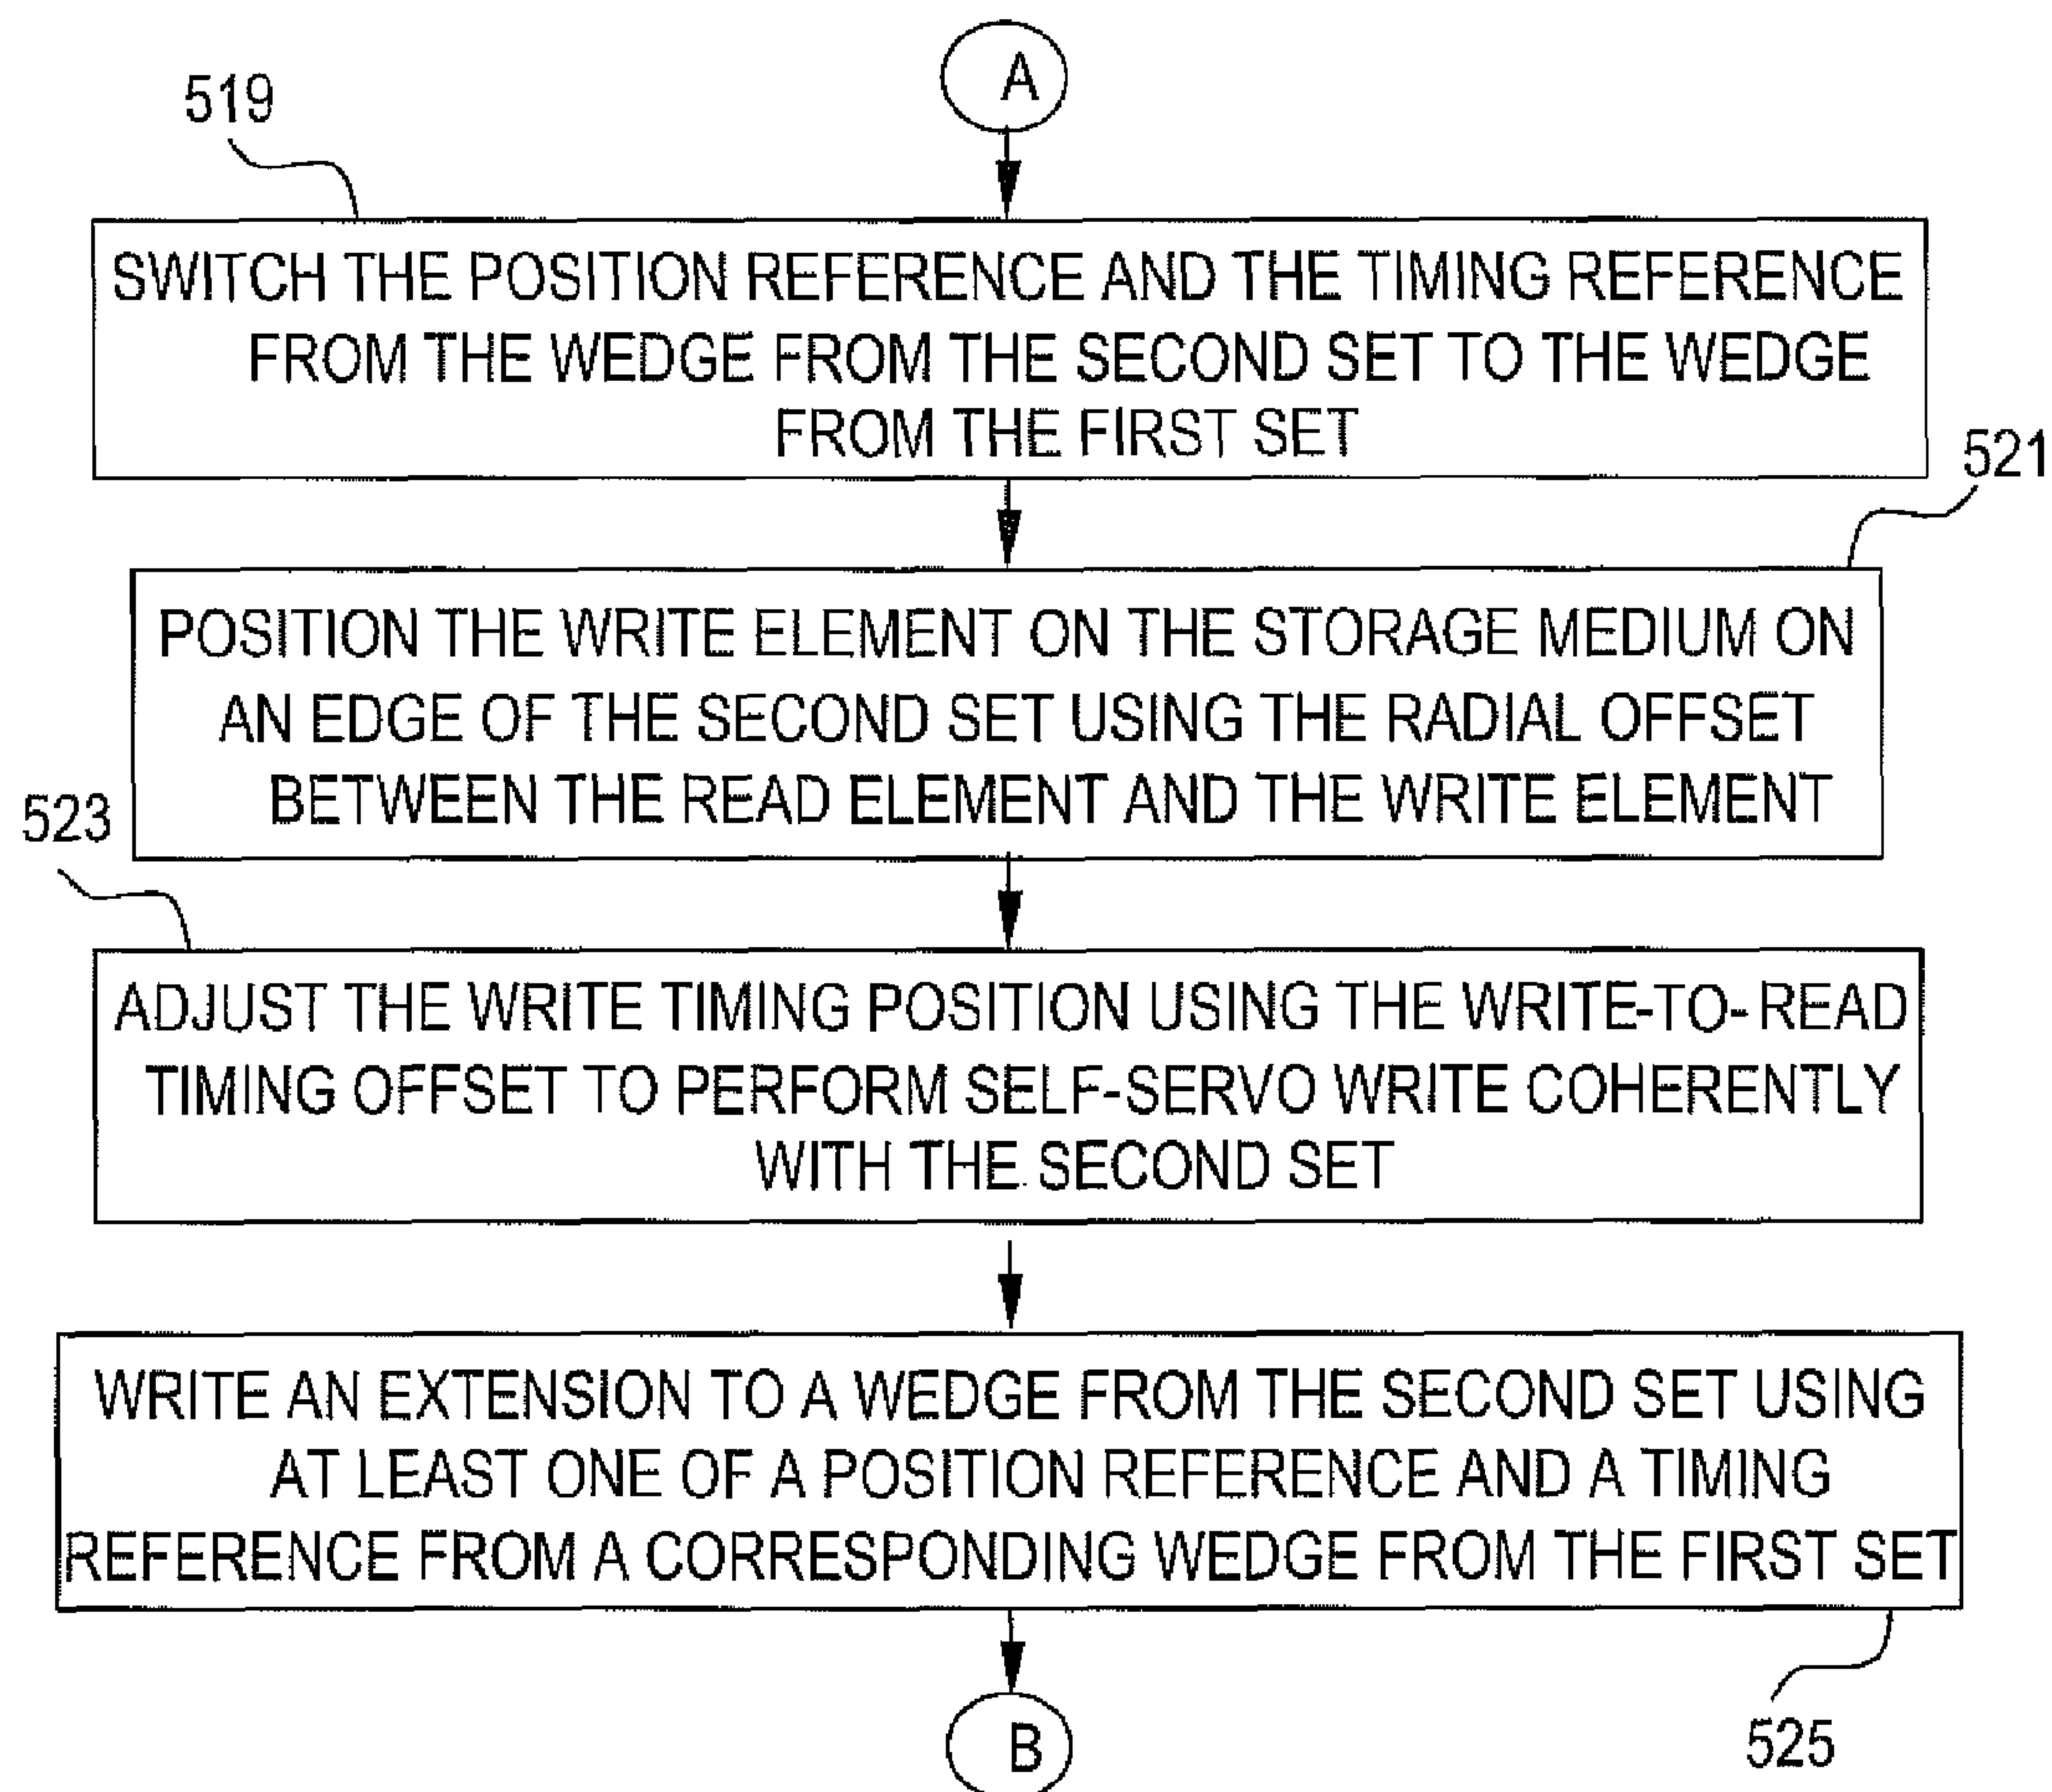 A
519
SWITCH THE POSITION REFERENCE AND THE TIMING REFERENCE
FROM THE WEDGE FROM THE SECOND SET TO THE WEDGE
FROM THE FIRST SET
521
POSITION THE WRITE ELEMENT ON THE STORAGE MEDIUM ON
AN EDGE OF THE SECOND SET USING THE RADIAL OFFSET
BETWEEN THE READ ELEMENT AND THE WRITE ELEMENT
523
ADJUST THE WRITE TIMING POSITION USING THE WRITE-TO-READ
TIMING OFFSET TO PERFORM SELF-SERVO WRITE COHERENTLY
WITH THE SECOND SET
WRITE AN EXTENSION TO A WEDGE FROM THE SECOND SET USING
AT LEAST ONE OF A POSITION REFERENCE AND A TIMING
REFERENCE FROM A CORRESPONDING WEDGE FROM THE FIRST SET
525
B